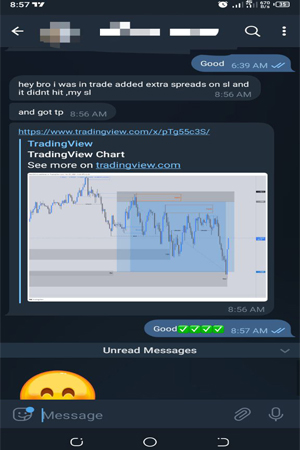 8:57
Good 6:39 AM
hey bro i was in trade added extra spreads on sl and
it didnt hit ,my sl 8:56 AM
and got tp 8:56 AM
https://www.tradingview.com/x/pTg55c3S/
TradingView
TradingView Chart
See more on tradingview.com
8:56 AM
Good✅✅✅✅ 8:57 AM
Unread Messages
Message